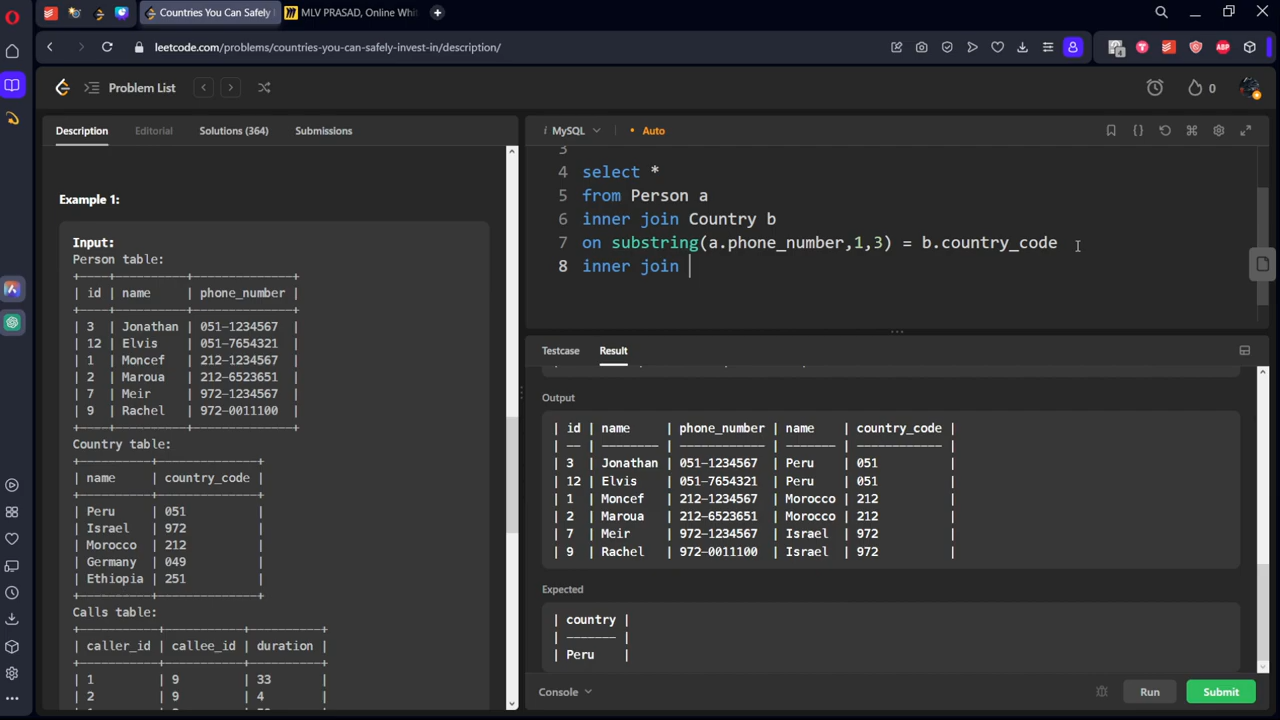 Countries You Can Safely I
MLV PRASAD, Online Whit
leetcode.com/problems/countries-you-can-safely-invest-in/description/
Problem List
0
Description
Editorial
Solutions (364)
Submissions
Example 1:
Input:
Person table:
+----+----------+--------------+
| id | name     | phone_number |
+----+----------+--------------+
| 3  | Jonathan | 051-1234567  |
| 12 | Elvis    | 051-7654321  |
| 1  | Moncef   | 212-1234567  |
| 2  | Maroua   | 212-6523651  |
| 7  | Meir     | 972-1234567  |
| 9  | Rachel   | 972-0011100  |
+----+----------+--------------+
Country table:
+----------+--------------+
| name     | country_code |
+----------+--------------+
| Peru     | 051          |
| Israel   | 972          |
| Morocco  | 212          |
| Germany  | 049          |
| Ethiopia | 251          |
+----------+--------------+
Calls table:
+-----------+-----------+----------+
| caller_id | callee_id | duration |
+-----------+-----------+----------+
| 1         | 9         | 33       |
| 2         | 9         | 4        |
MySQL
Auto
3
4 select *
5 from Person a
6 inner join Country b
7 on substring(a.phone_number,1,3) = b.country_code
8 inner join
Testcase
Result
Output
| id | name     | phone_number | name    | country_code |
| -- | -------- | ------------ | ------- | ------------ |
| 3  | Jonathan | 051-1234567  | Peru    | 051          |
| 12 | Elvis    | 051-7654321  | Peru    | 051          |
| 1  | Moncef   | 212-1234567  | Morocco | 212          |
| 2  | Maroua   | 212-6523651  | Morocco | 212          |
| 7  | Meir     | 972-1234567  | Israel  | 972          |
| 9  | Rachel   | 972-0011100  | Israel  | 972          |
Expected
| country |
| ------- |
| Peru    |
Console
Run
Submit